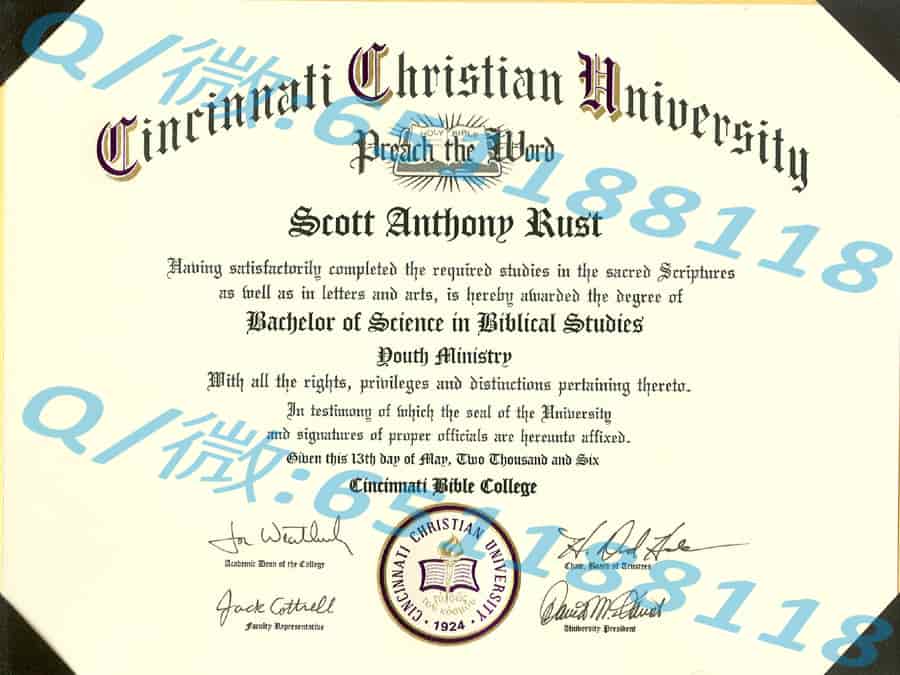 Cincinnati Christian University
HOLY BIBLE
Preach the Word
Scott Anthony Rust
Having satisfactorily completed the required studies in the sacred Scriptures
as well as in letters and arts, is hereby awarded the degree of
Bachelor of Science in Biblical Studies
Youth Ministry
With all the rights, privileges and distinctions pertaining thereto.
In testimony of which the seal of the University
and signatures of proper officials are hereunto affixed.
Given this 13th day of May, Two Thousand and Six
Cincinnati Bible College
Academic Dean of the College
Chair, Board of Trustees
Jack Cottrell
Faculty Representative
David M.
University President
CINCINNATI CHRISTIAN UNIVERSITY
• 1924 •
Q/微:651188118
Q/微:651188118